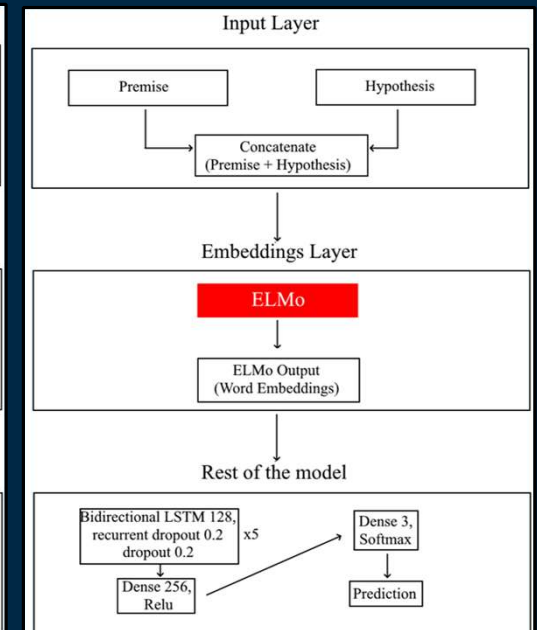 Input Layer
Premise
Hypothesis
Concatenate
(Premise + Hypothesis)
Embeddings Layer
ELMo
ELMo Output
(Word Embeddings)
Rest of the model
Bidirectional LSTM 128,
recurrent dropout 0.2
dropout 0.2
x5
Dense 256,
Relu
Dense 3,
Softmax
Prediction